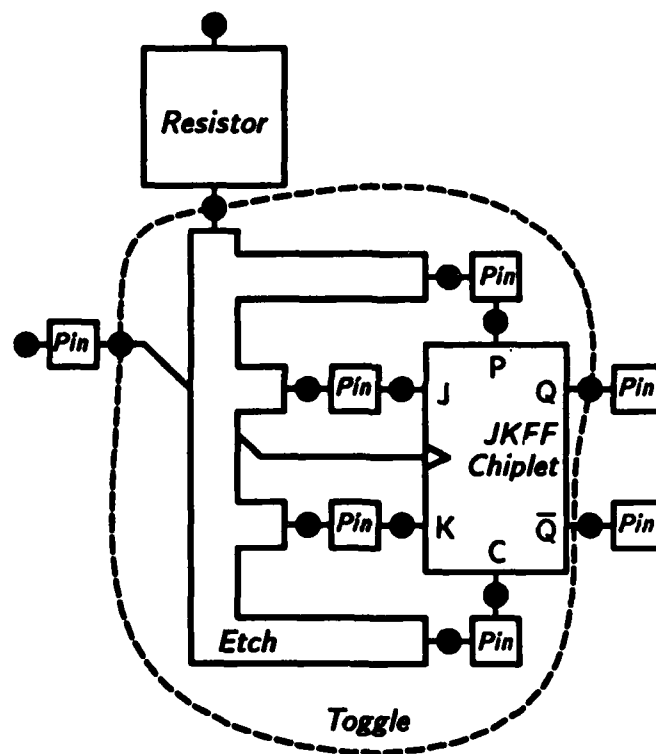 Resistor
Pin
P
Pin
Pin
J
Q
Pin
JKFF
Chiplet
Pin
K
Q̅
Pin
C
Etch
Pin
Toggle